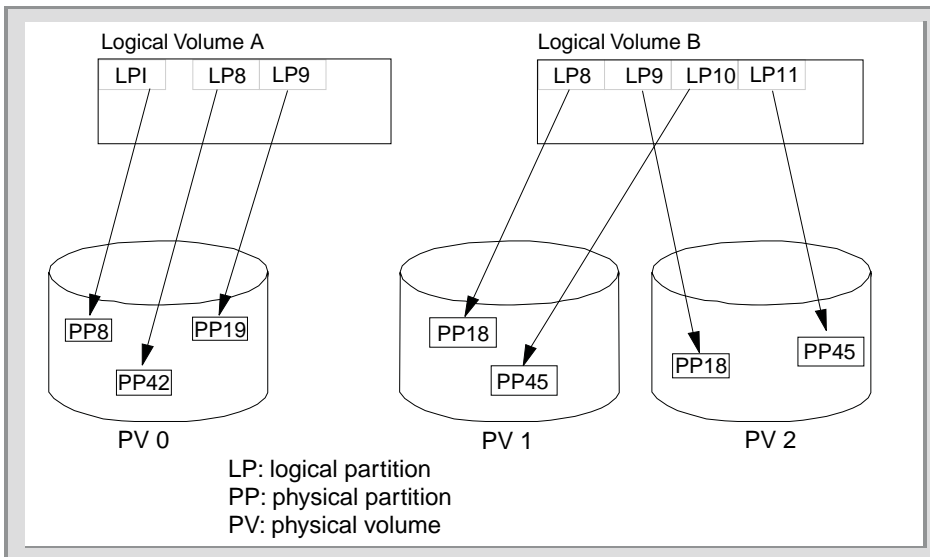 Logical Volume A Logical Volume B
LPI LP8 LP9 LP8 LP9 LP10 LP11
PP8 PP19 PP18 PP45
PP42 PP45 PP18
PV 0 PV 1 PV 2
LP: logical partition
PP: physical partition
PV: physical volume